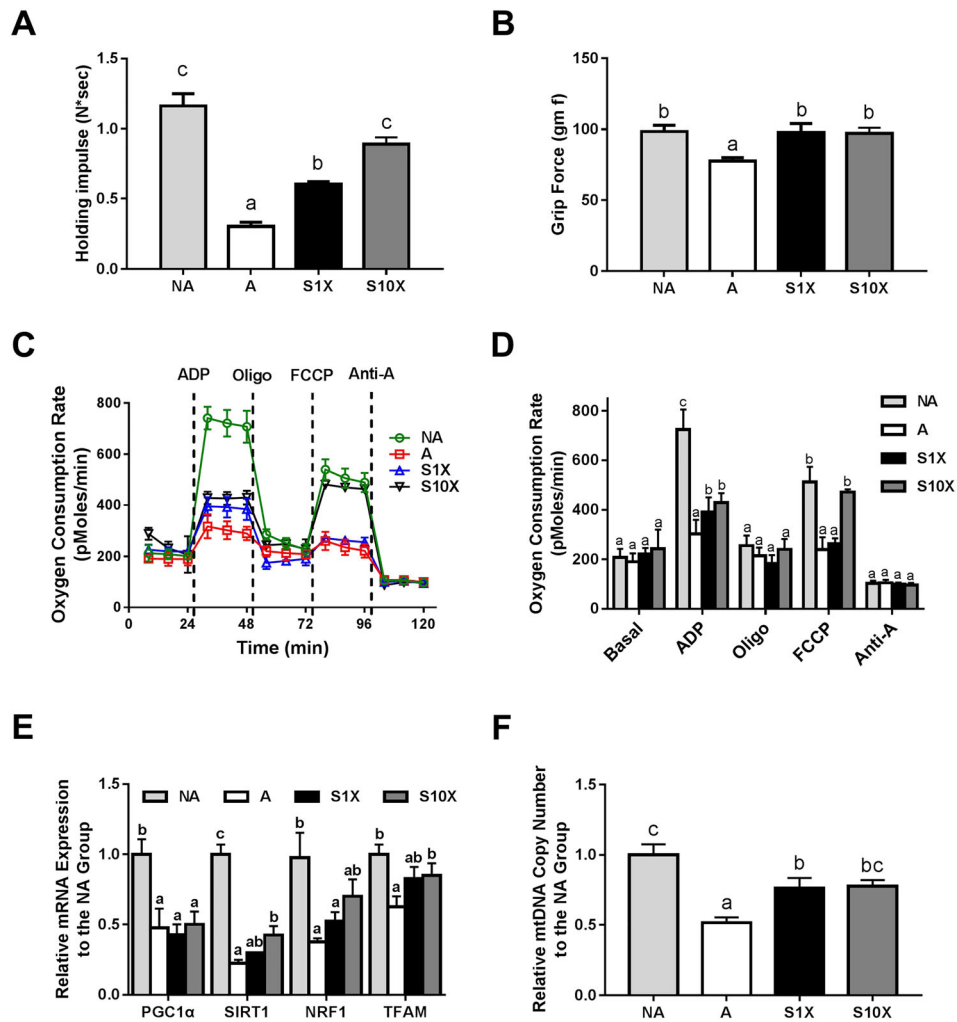 A
Holding impulse (N*sec)
1.5
1.0
0.5
0.0
c
a
b
c
NA A S1X S10X
B
Grip Force (gm f)
150
100
50
0
b
a
b
b
NA A S1X S10X
C
ADP Oligo FCCP Anti-A
Oxygen Consumption Rate
(pMoles/min)
800
600
400
200
0
NA
A
S1X
S10X
0 24 48 72 96 120
Time (min)
D
Oxygen Consumption Rate
(pMoles/min)
800
600
400
200
0
NA
A
S1X
S10X
a a a a
c a b b
a a a a
b a a b
a a a a
Basal ADP Oligo FCCP Anti-A
E
Relative mRNA Expression
to the NA Group
1.5
1.0
0.5
0.0
NA A S1X S10X
b a a a
c a ab b
b a ab ab
b a ab b
PGC1α SIRT1 NRF1 TFAM
F
Relative mtDNA Copy Number
to the NA Group
1.5
1.0
0.5
0.0
c
a
b
bc
NA A S1X S10X